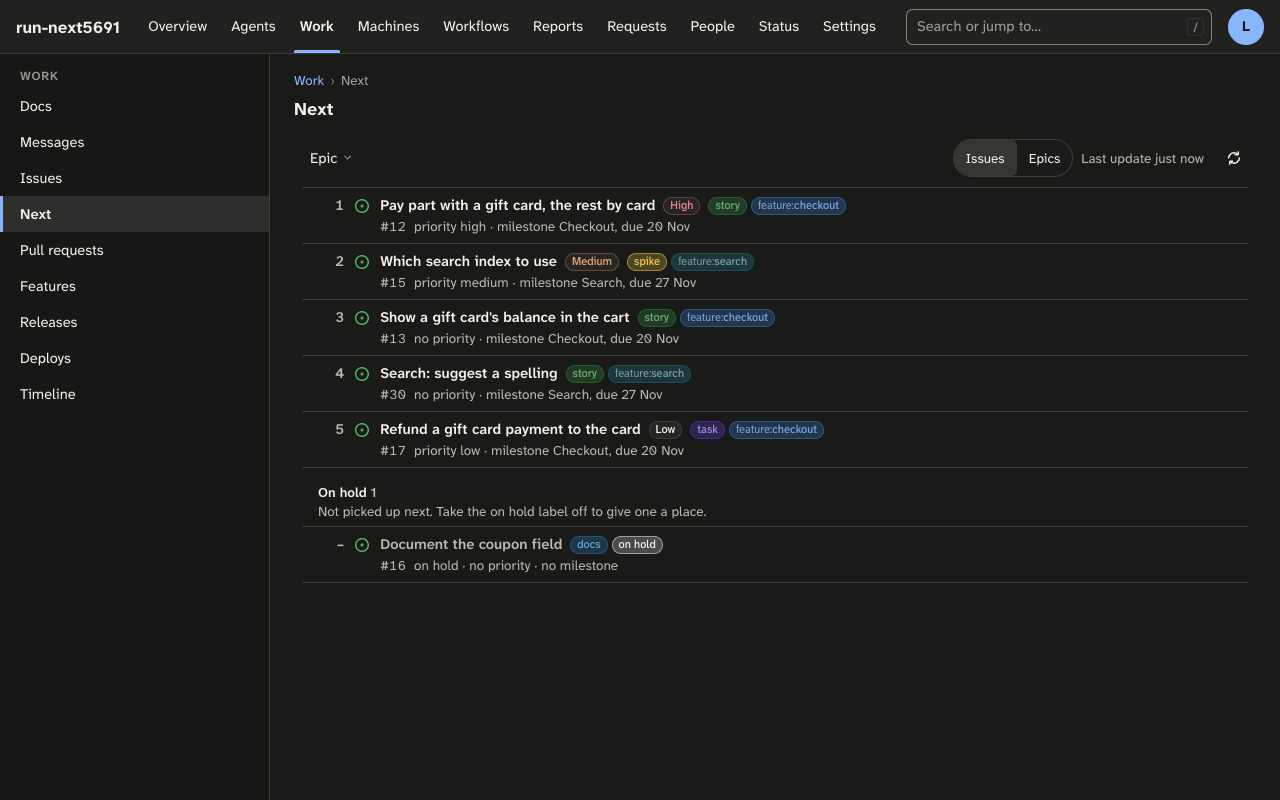 run-next5691 Overview Agents Work Machines Workflows Reports Requests People Status Settings Search or jump to... / L
WORK
Docs
Messages
Issues
Next
Pull requests
Features
Releases
Deploys
Timeline
Work › Next
Next
Epic Issues Epics Last update just now
1 Pay part with a gift card, the rest by card High story feature:checkout
#12 priority high · milestone Checkout, due 20 Nov
2 Which search index to use Medium spike feature:search
#15 priority medium · milestone Search, due 27 Nov
3 Show a gift card's balance in the cart story feature:checkout
#13 no priority · milestone Checkout, due 20 Nov
4 Search: suggest a spelling story feature:search
#30 no priority · milestone Search, due 27 Nov
5 Refund a gift card payment to the card Low task feature:checkout
#17 priority low · milestone Checkout, due 20 Nov
On hold 1
Not picked up next. Take the on hold label off to give one a place.
– Document the coupon field docs on hold
#16 on hold · no priority · no milestone